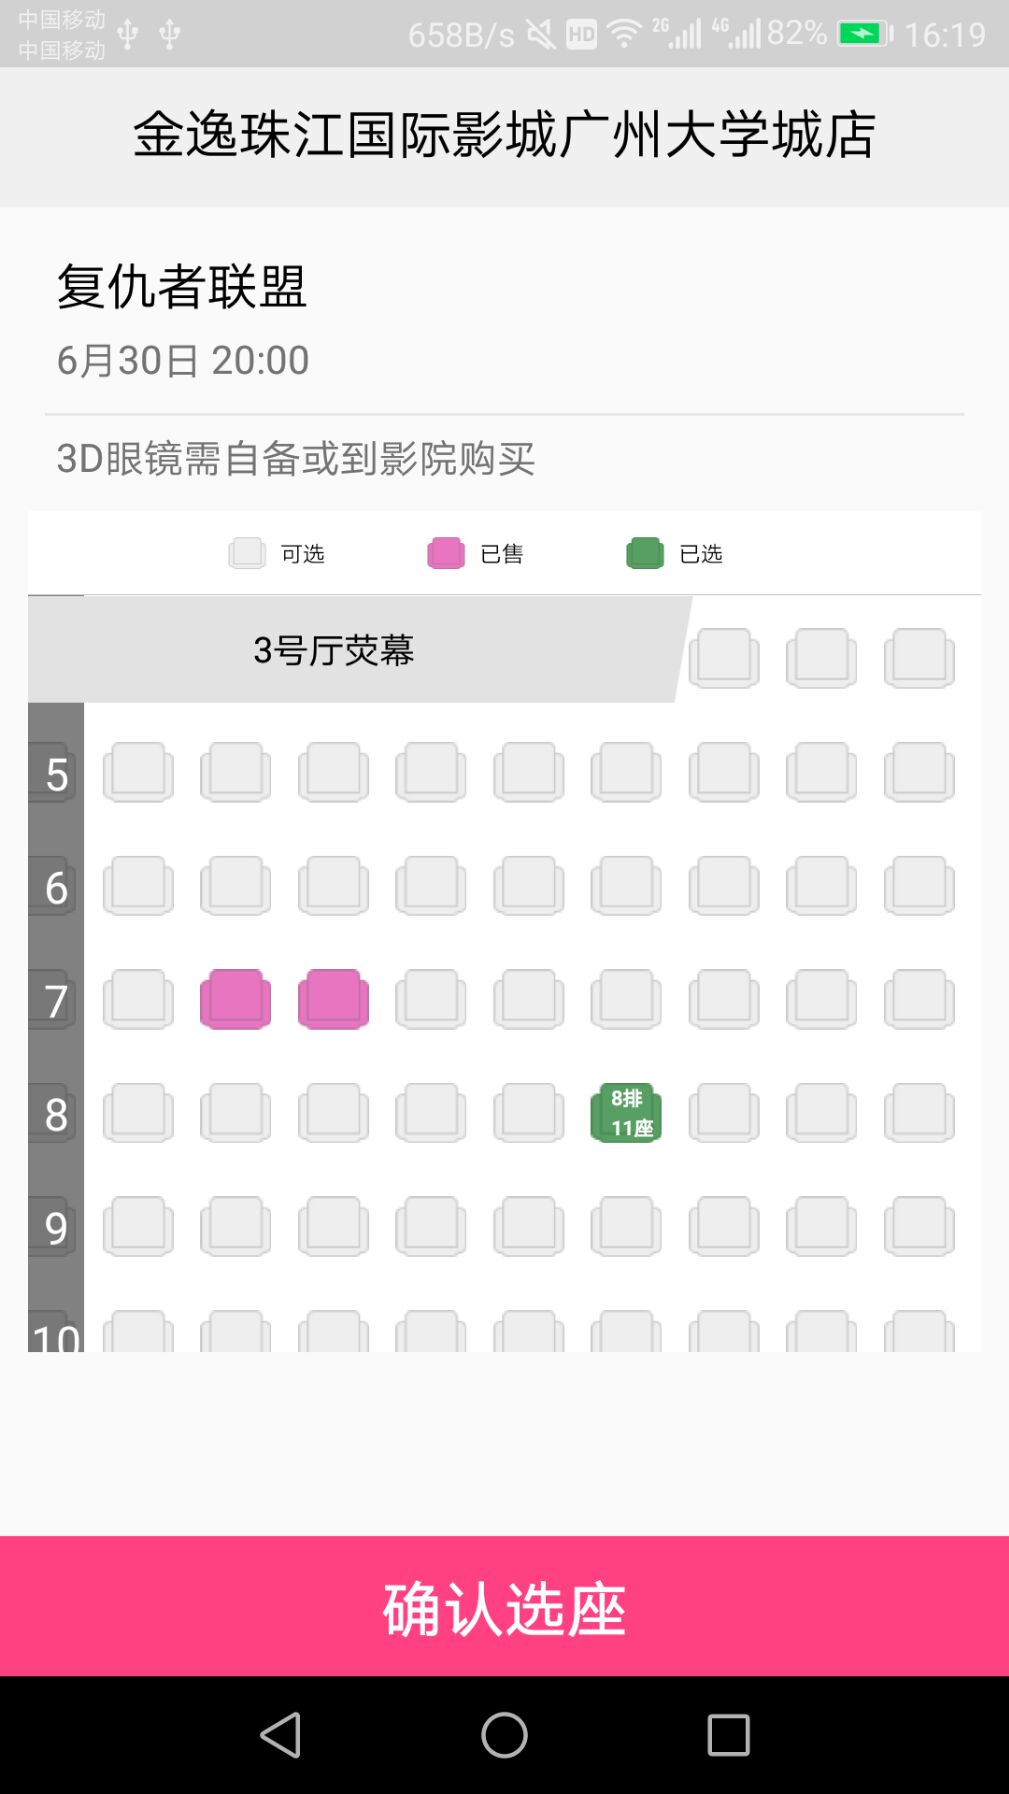 中国移动
中国移动
658B/s HD 2G 4G 82% 16:19
金逸珠江国际影城广州大学城店
复仇者联盟
6月30日 20:00
3D眼镜需自备或到影院购买
可选 已售 已选
3号厅荧幕
5
6
7
8
8排
11座
9
10
确认选座